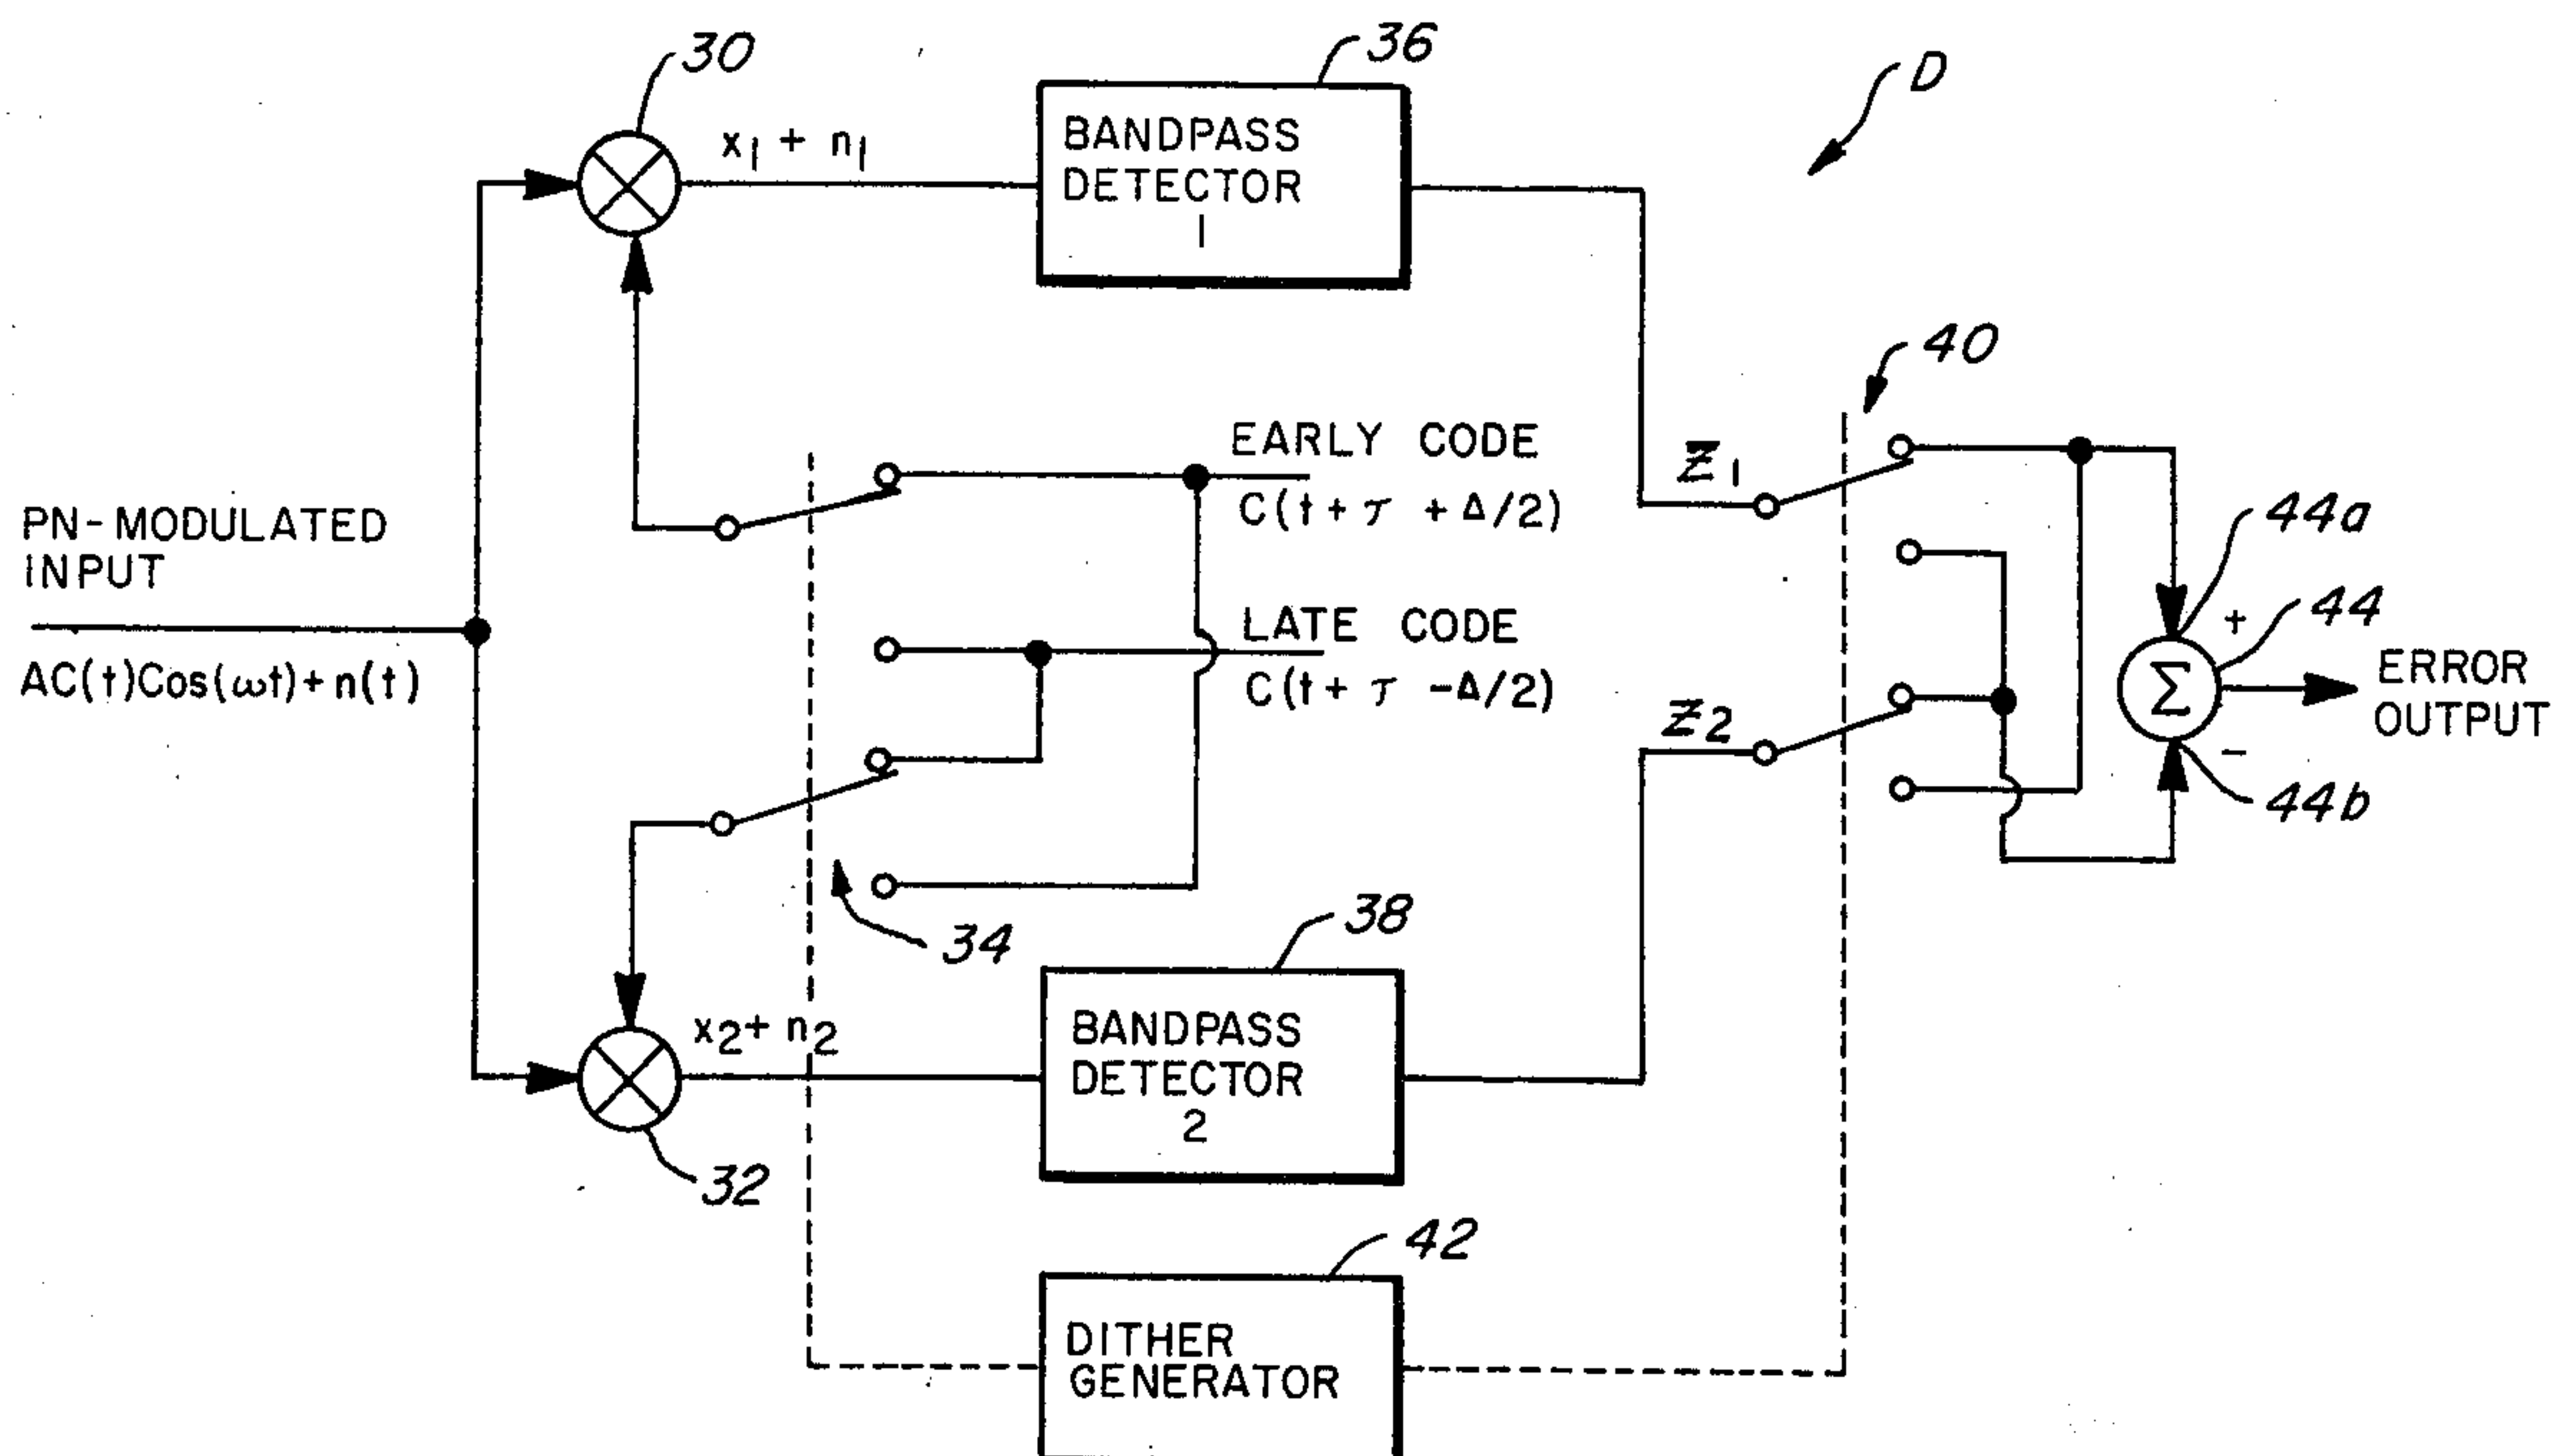 30
36
D
x₁ + n₁
BANDPASS
DETECTOR
1
40
EARLY CODE
C(t + τ + Δ/2)
Z₁
PN-MODULATED
INPUT
AC(t)Cos(ωt)+n(t)
LATE CODE
C(t + τ -Δ/2)
Z₂
44a
+
44
Σ
ERROR
OUTPUT
-
44b
34
38
x₂+ n₂
BANDPASS
DETECTOR
2
32
42
DITHER
GENERATOR